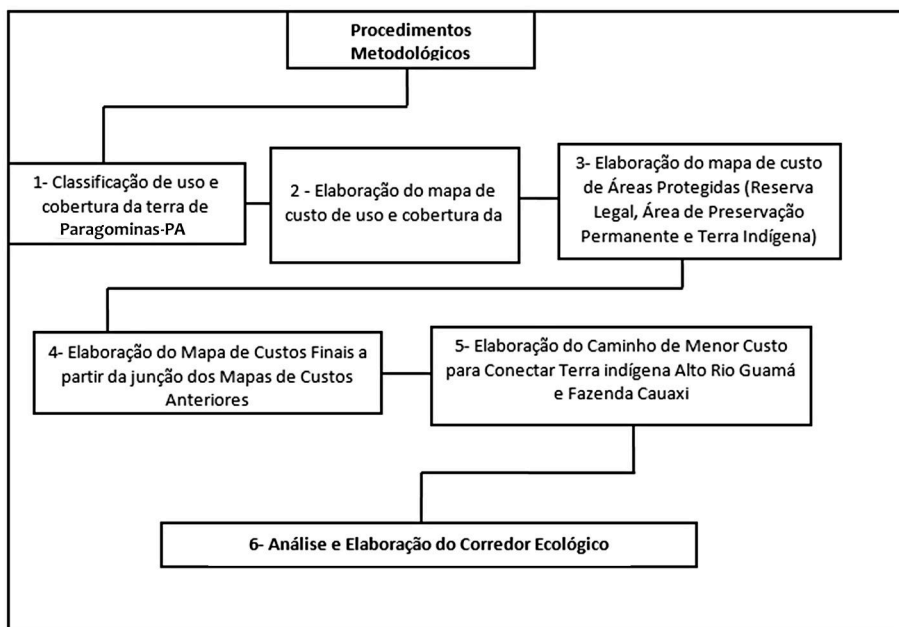 Procedimentos
Metodológicos
1- Classificação de uso e
cobertura da terra de
Paragominas-PA
2 - Elaboração do mapa de
custo de uso e cobertura da
3- Elaboração do mapa de custo
de Áreas Protegidas (Reserva
Legal, Área de Preservação
Permanente e Terra Indígena)
4- Elaboração do Mapa de Custos Finais a
partir da junção dos Mapas de Custos
Anteriores
5- Elaboração do Caminho de Menor Custo
para Conectar Terra indígena Alto Rio Guamá
e Fazenda Cauaxi
6- Análise e Elaboração do Corredor Ecológico